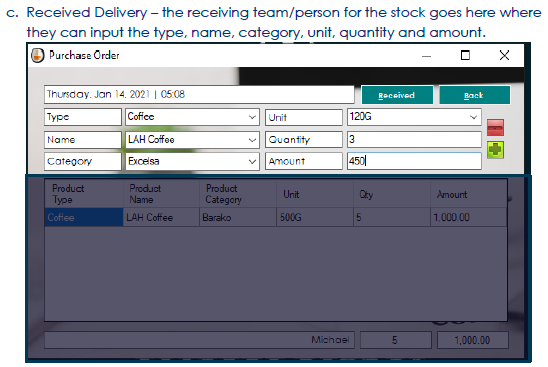 c. Received Delivery – the receiving team/person for the stock goes here where
they can input the type, name, category, unit, quantity and amount.
Purchase Order
Thursday, Jan 14, 2021 | 05:08 Received Back
Type Coffee Unit 120G
Name LAH Coffee Quantity 3
Category Excelsa Amount 450
Product Type Product Name Product Category Unit Qty Amount
Coffee LAH Coffee Barako 500G 5 1,000.00
Michael 5 1,000.00